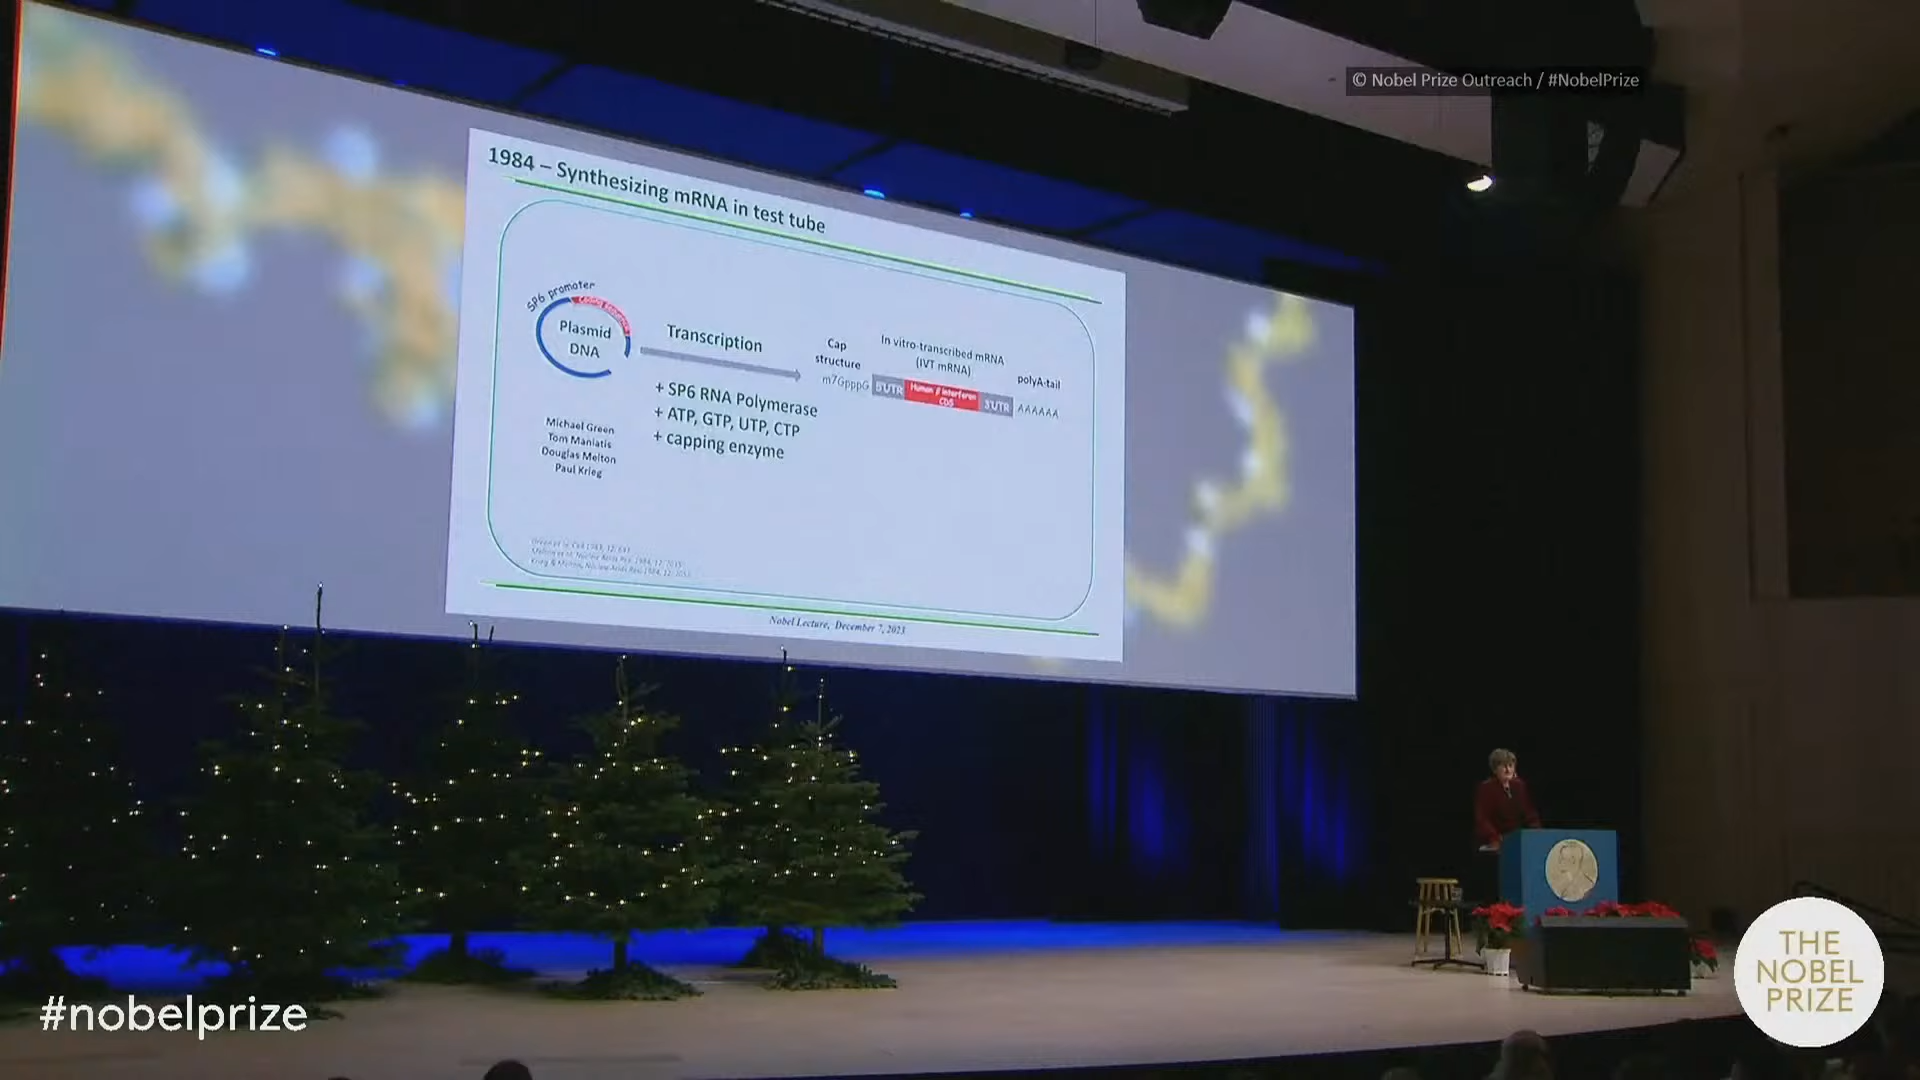 © Nobel Prize Outreach / #NobelPrize
1984 – Synthesizing mRNA in test tube
SP6 promoter
Plasmid
DNA
Transcription
+ SP6 RNA Polymerase
+ ATP, GTP, UTP, CTP
+ capping enzyme
Cap
structure
m7GpppG
In vitro-transcribed mRNA
(IVT mRNA)
5'UTR
Human β interferon
CDS
3'UTR
polyA-tail
AAAAAA
Michael Green
Tom Maniatis
Douglas Melton
Paul Krieg
Nobel Lecture, December 7, 2023
#nobelprize
THE
NOBEL
PRIZE